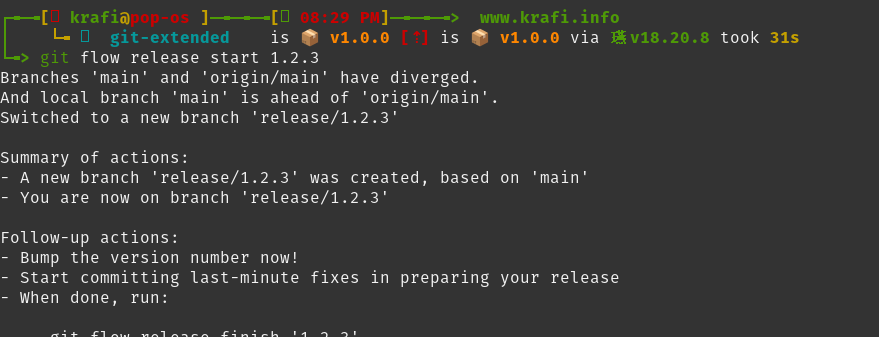 krafi@pop-os ] [ 08:29 PM] > www.krafi.info
git-extended is 📦 v1.0.0 [⇡] is 📦 v1.0.0 via v18.20.8 took 31s
> git flow release start 1.2.3
Branches 'main' and 'origin/main' have diverged.
And local branch 'main' is ahead of 'origin/main'.
Switched to a new branch 'release/1.2.3'
Summary of actions:
- A new branch 'release/1.2.3' was created, based on 'main'
- You are now on branch 'release/1.2.3'
Follow-up actions:
- Bump the version number now!
- Start committing last-minute fixes in preparing your release
- When done, run:
git flow release finish '1.2.3'